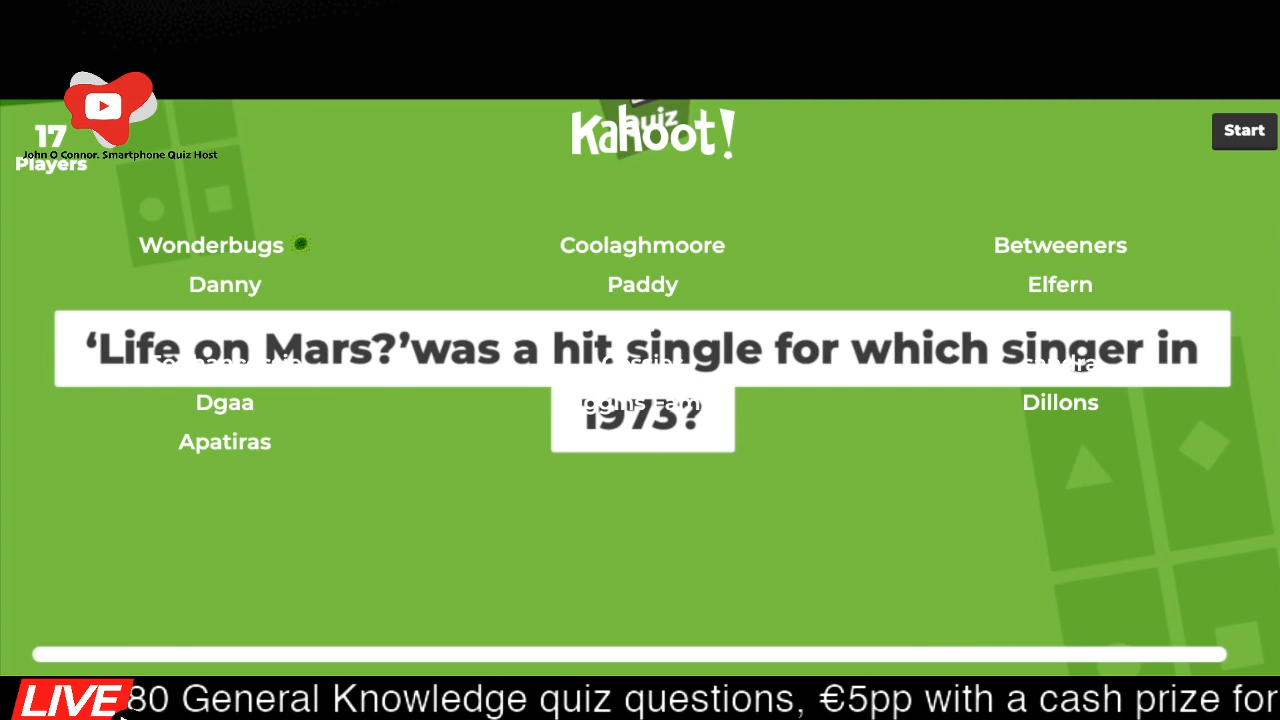 Quiz
Kahoot!
17
Players
John O Connor. Smartphone Quiz Host
Start
Wonderbugs
Coolaghmoore
Betweeners
Danny
Paddy
Elfern
‘Life on Mars?’was a hit single for which singer in
1973?
Dgaa
Dillons
Apatiras
LIVE
80 General Knowledge quiz questions, €5pp with a cash prize for